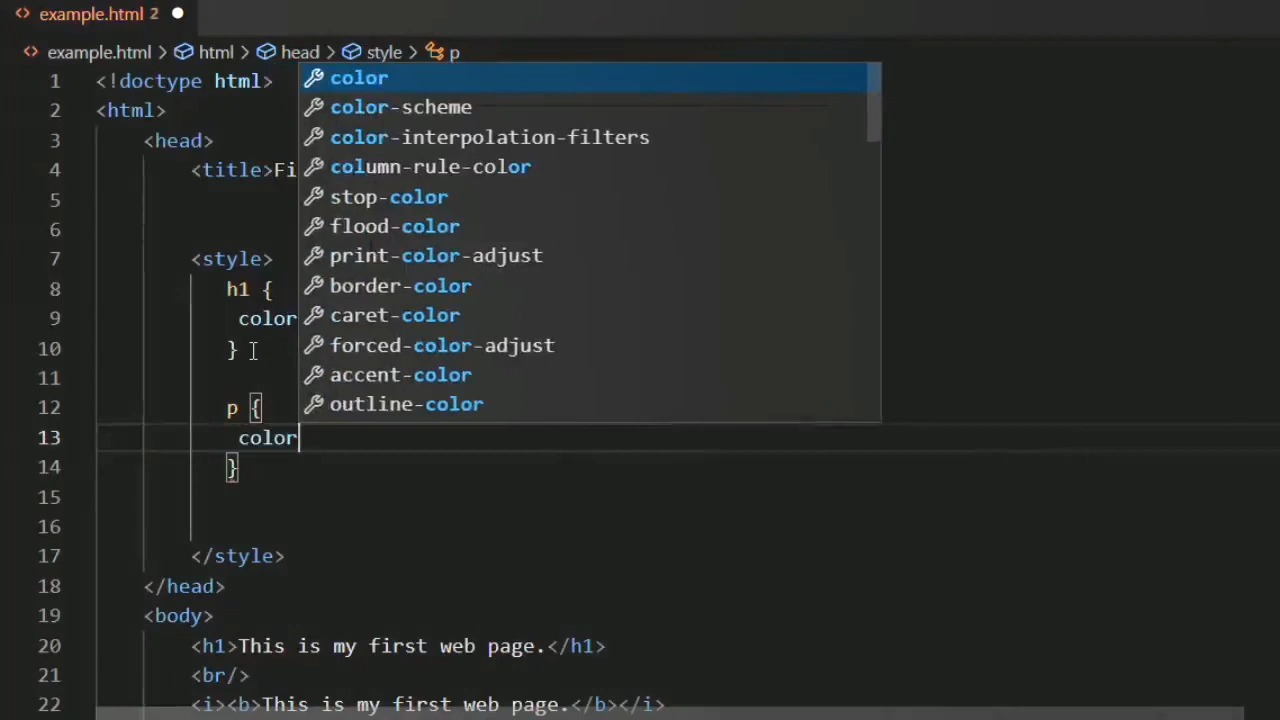 example.html 2
example.html > html > head > style > p
1 <!doctype html>
2 <html>
3 <head>
4 <title>Fi
5
6
7 <style>
8 h1 {
9 color
10 }
11
12 p {
13 color
14 }
15
16
17 </style>
18 </head>
19 <body>
20 <h1>This is my first web page.</h1>
21 <br/>
22 <i><b>This is my first web page.</b></i>
color
color-scheme
color-interpolation-filters
column-rule-color
stop-color
flood-color
print-color-adjust
border-color
caret-color
forced-color-adjust
accent-color
outline-color